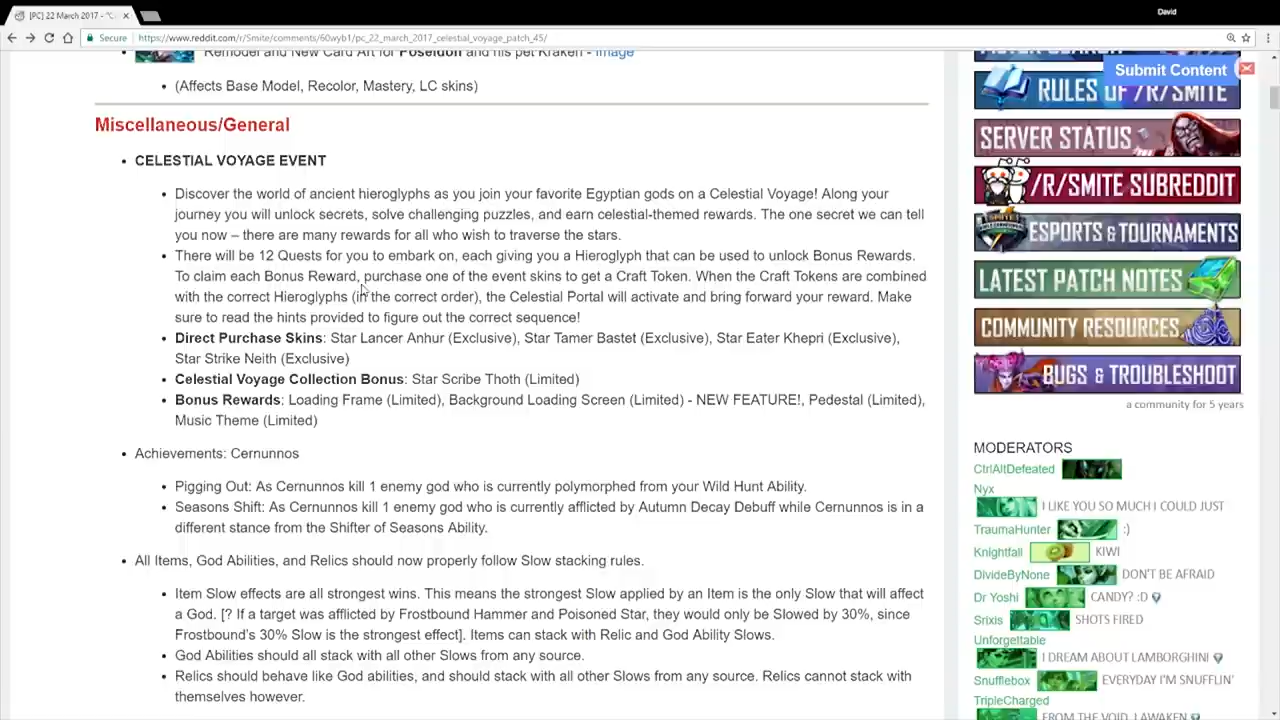 David
[PC] 22 March 2017 - "C
Secure https://www.reddit.com/r/Smite/comments/60wyb1/pc_22_march_2017_celestial_voyage_patch_45/
Remodel and New Card Art for Poseidon and his pet Kraken - Image
(Affects Base Model, Recolor, Mastery, LC skins)
Miscellaneous/General
CELESTIAL VOYAGE EVENT
Discover the world of ancient hieroglyphs as you join your favorite Egyptian gods on a Celestial Voyage! Along your
journey you will unlock secrets, solve challenging puzzles, and earn celestial-themed rewards. The one secret we can tell
you now – there are many rewards for all who wish to traverse the stars.
There will be 12 Quests for you to embark on, each giving you a Hieroglyph that can be used to unlock Bonus Rewards.
To claim each Bonus Reward, purchase one of the event skins to get a Craft Token. When the Craft Tokens are combined
with the correct Hieroglyphs (in the correct order), the Celestial Portal will activate and bring forward your reward. Make
sure to read the hints provided to figure out the correct sequence!
Direct Purchase Skins: Star Lancer Anhur (Exclusive), Star Tamer Bastet (Exclusive), Star Eater Khepri (Exclusive),
Star Strike Neith (Exclusive)
Celestial Voyage Collection Bonus: Star Scribe Thoth (Limited)
Bonus Rewards: Loading Frame (Limited), Background Loading Screen (Limited) - NEW FEATURE!, Pedestal (Limited),
Music Theme (Limited)
Achievements: Cernunnos
Pigging Out: As Cernunnos kill 1 enemy god who is currently polymorphed from your Wild Hunt Ability.
Seasons Shift: As Cernunnos kill 1 enemy god who is currently afflicted by Autumn Decay Debuff while Cernunnos is in a
different stance from the Shifter of Seasons Ability.
All Items, God Abilities, and Relics should now properly follow Slow stacking rules.
Item Slow effects are all strongest wins. This means the strongest Slow applied by an Item is the only Slow that will affect
a God. [? If a target was afflicted by Frostbound Hammer and Poisoned Star, they would only be Slowed by 30%, since
Frostbound's 30% Slow is the strongest effect]. Items can stack with Relic and God Ability Slows.
God Abilities should all stack with all other Slows from any source.
Relics should behave like God abilities, and should stack with all other Slows from any source. Relics cannot stack with
themselves however.
Submit Content
RULES OF /R/SMITE
SERVER STATUS
/R/SMITE SUBREDDIT
ESPORTS & TOURNAMENTS
LATEST PATCH NOTES
COMMUNITY RESOURCES
BUGS & TROUBLESHOOT
a community for 5 years
MODERATORS
CtrlAltDefeated
Nyx
I LIKE YOU SO MUCH I COULD JUST
TraumaHunter :)
Knightfall KIWI
DivideByNone DON'T BE AFRAID
Dr Yoshi CANDY? :D
Srixis SHOTS FIRED
Unforgettable
I DREAM ABOUT LAMBORGHINI
Snufflebox EVERYDAY I'M SNUFFLIN'
TripleCharged
FROM THE VOID, I AWAKEN